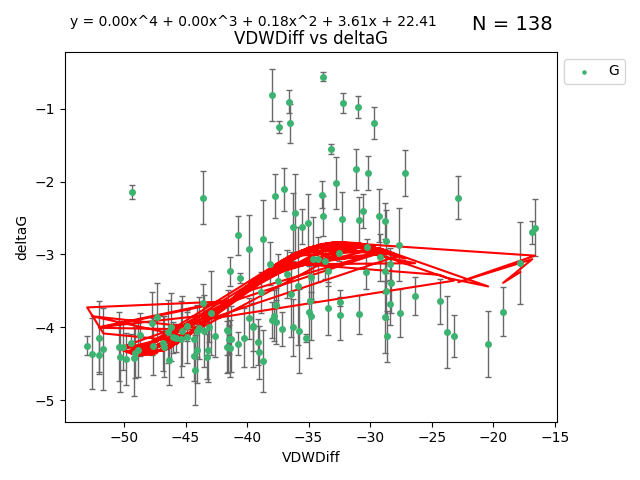 y = 0.00x^4 + 0.00x^3 + 0.18x^2 + 3.61x + 22.41
N = 138
VDWDiff vs deltaG
G
deltaG
−1
−2
−3
−4
−5
−50
−45
−40
−35
−30
−25
−20
−15
VDWDiff